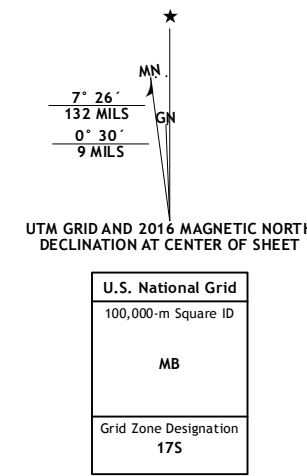 ★
MN
7° 26´
132 MILS
GN
0° 30´
9 MILS
UTM GRID AND 2016 MAGNETIC NORTH
DECLINATION AT CENTER OF SHEET
U.S. National Grid
100,000-m Square ID
MB
Grid Zone Designation
17S